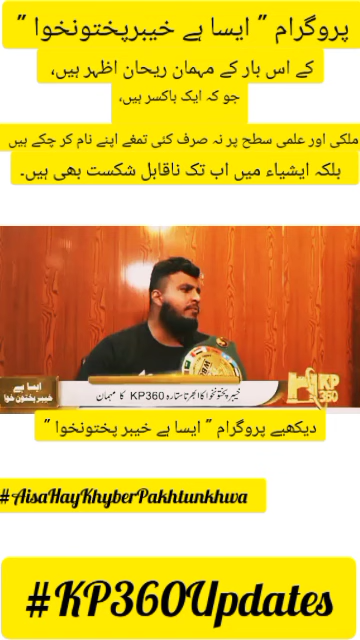 پروگرام " ایسا ہے خیبرپختونخوا "
کے اس بار کے مہمان ریحان اظہر ہیں،
جو کہ ایک باکسر ہیں،
ملکی اور علمی سطح پر نہ صرف کئی تمغے اپنے نام کر چکے ہیں
بلکہ ایشیاء میں اب تک ناقابل شکست بھی ہیں۔
KP
360
ایسا ہے
خیبر پختون خوا
خیبر پختونخوا کا ابھرتا ستارہ KP360 کا مہمان
دیکھیے پروگرام " ایسا ہے خیبر پختونخوا "
#AisaHayKhyberPakhtunkhwa
#KP360Updates